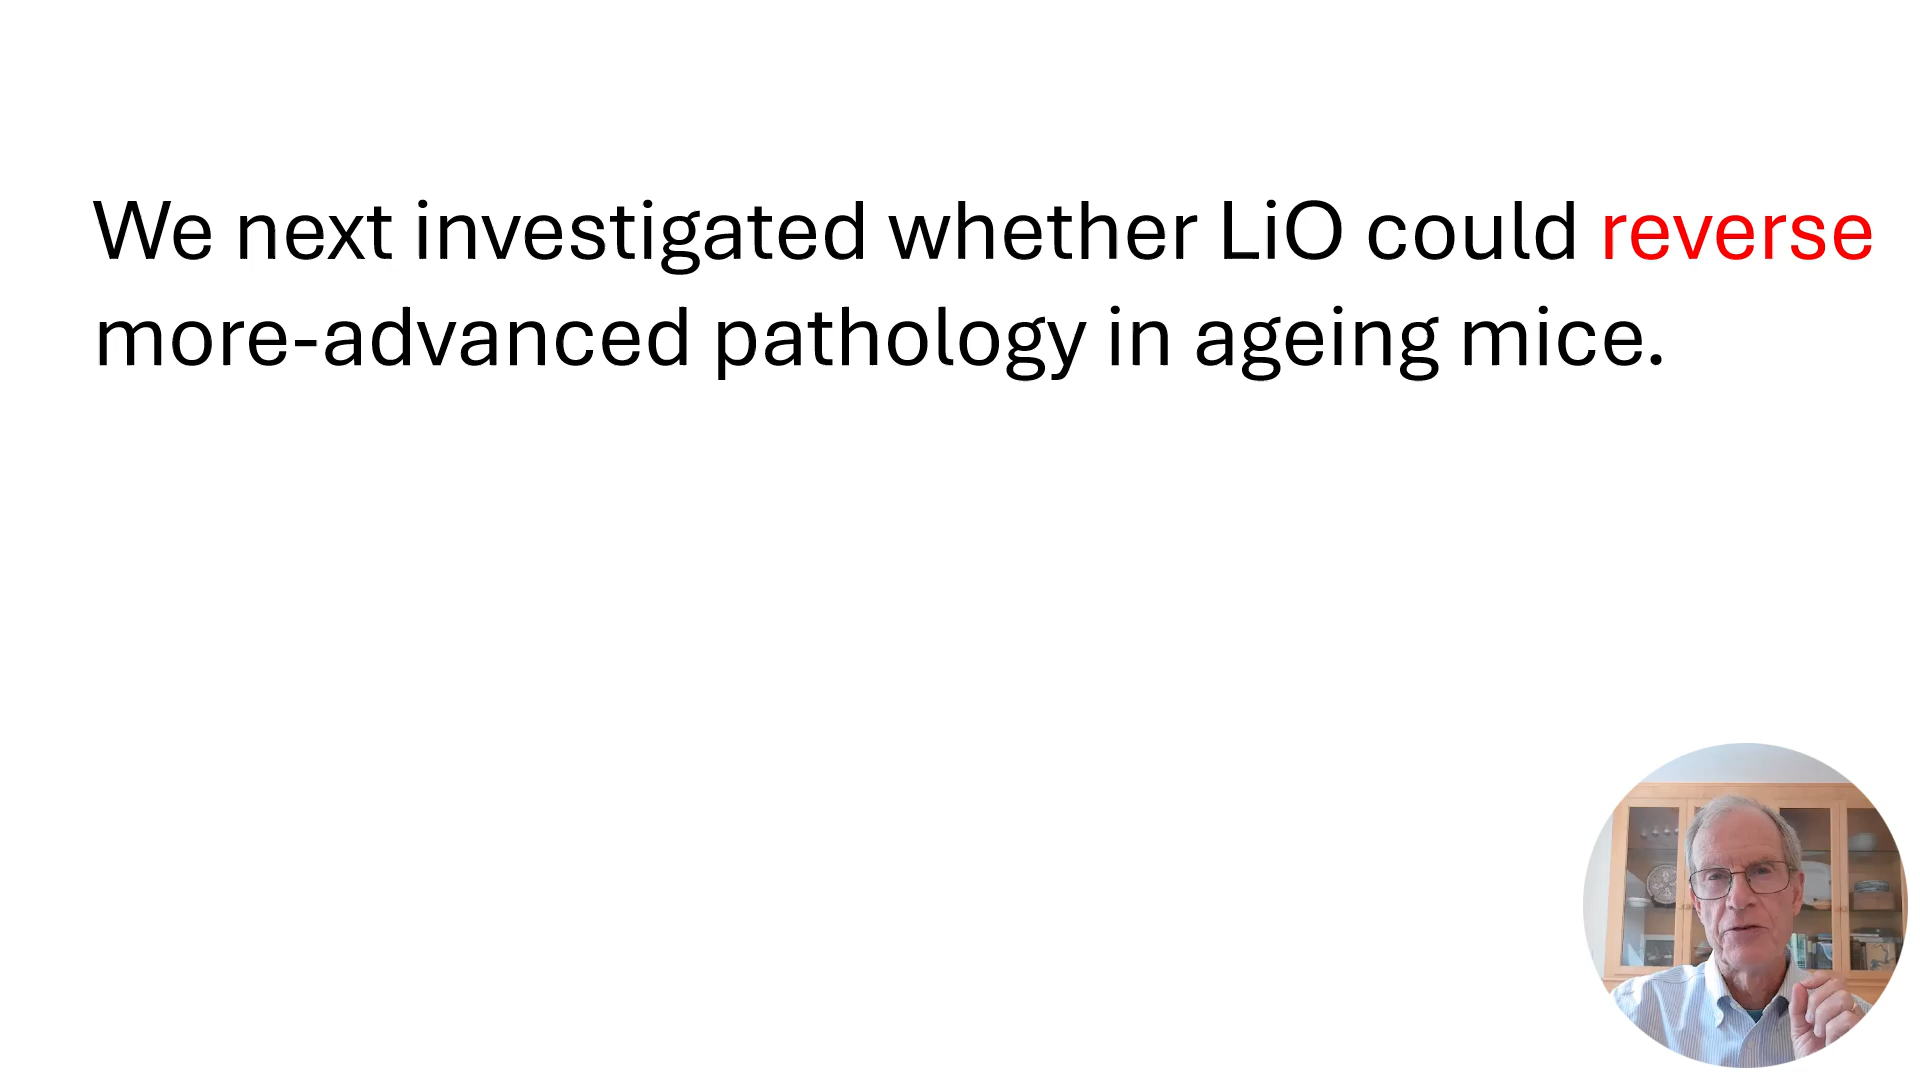 We next investigated whether LiO could reverse
more-advanced pathology in ageing mice.